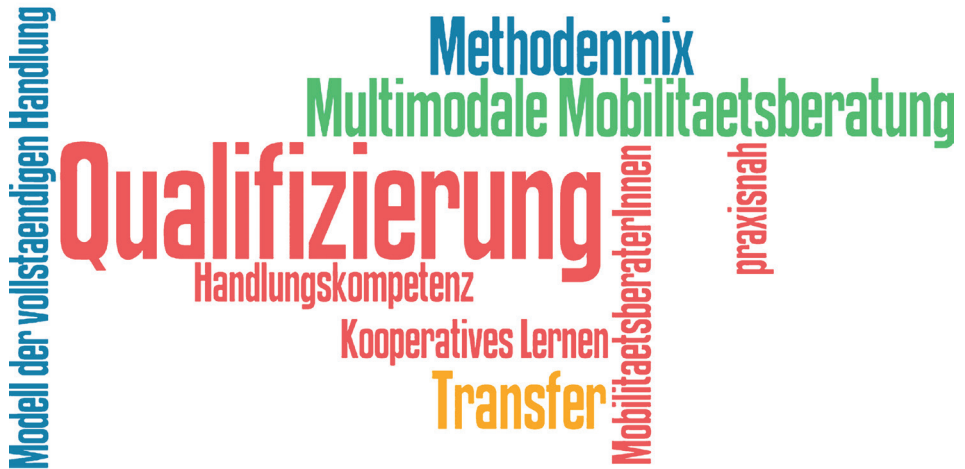 Modell der vollstaendigen Handlung
Methodenmix
Multimodale Mobilitaetsberatung
Qualifizierung
MobilitaetsberaterInnen
praxisnah
Handlungskompetenz
Kooperatives Lernen
Transfer